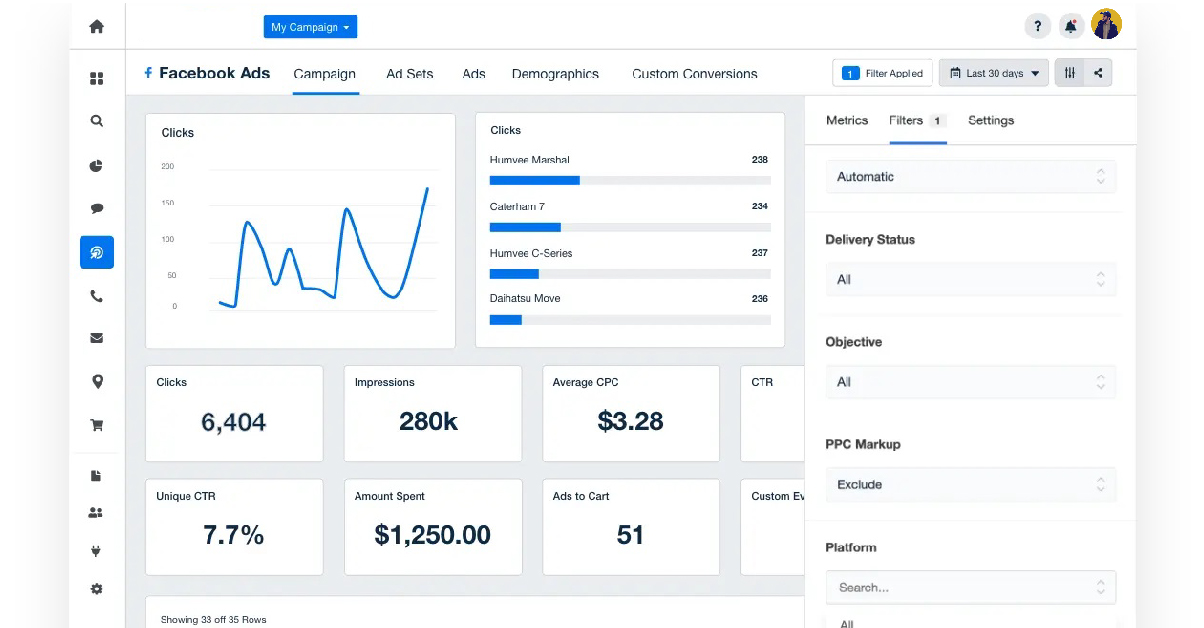 My Campaign
?
Facebook Ads
Campaign
Ad Sets
Ads
Demographics
Custom Conversions
1 Filter Applied
Last 30 days
Clicks
200
150
100
50
0
Clicks
Humvee Marshal 238
Caterham 7 234
Humvee C-Series 237
Daihatsu Move 236
Clicks
6,404
Impressions
280k
Average CPC
$3.28
CTR
Unique CTR
7.7%
Amount Spent
$1,250.00
Ads to Cart
51
Custom Ev
Showing 33 off 35 Rows
Metrics
Filters 1
Settings
Automatic
Delivery Status
All
Objective
All
PPC Markup
Exclude
Platform
Search...
All